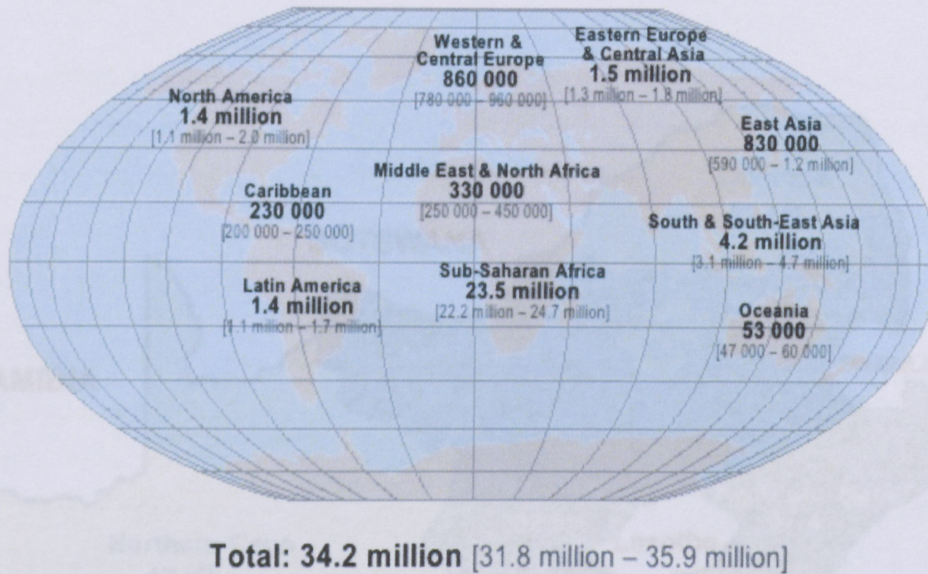 Western &
Central Europe
860 000
[780 000 – 960 000]
Eastern Europe
& Central Asia
1.5 million
[1.3 million – 1.8 million]
North America
1.4 million
[1.1 million – 2.0 million]
East Asia
830 000
[590 000 – 1.2 million]
Middle East & North Africa
330 000
[250 000 – 450 000]
Caribbean
230 000
[200 000 – 250 000]
South & South-East Asia
4.2 million
[3.1 million – 4.7 million]
Sub-Saharan Africa
23.5 million
[22.2 million – 24.7 million]
Latin America
1.4 million
[1.1 million – 1.7 million]
Oceania
53 000
[47 000 – 60 000]
Total: 34.2 million [31.8 million – 35.9 million]